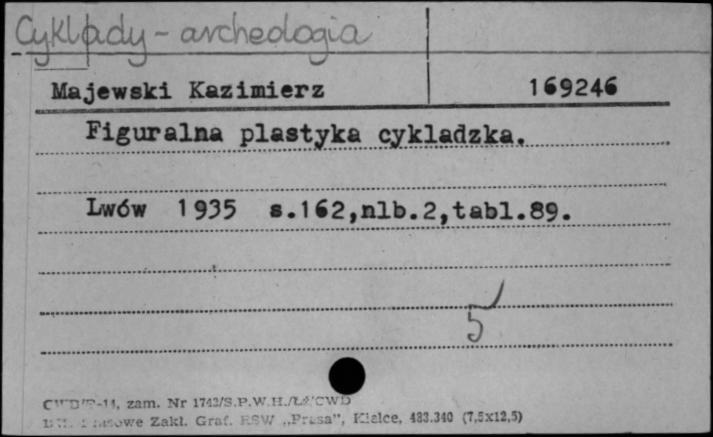 Cyklady - archeologia
Majewski Kazimierz 169246
Figuralna plastyka cykladzka.
Lwów 1935 s.162,nlb.2,tabl.89.
5
zam. Nr 1743/S.P.W.H./
Zakł. Graf. RSW „Prasa”, Kielce, 483.340 (7,5x12,5)